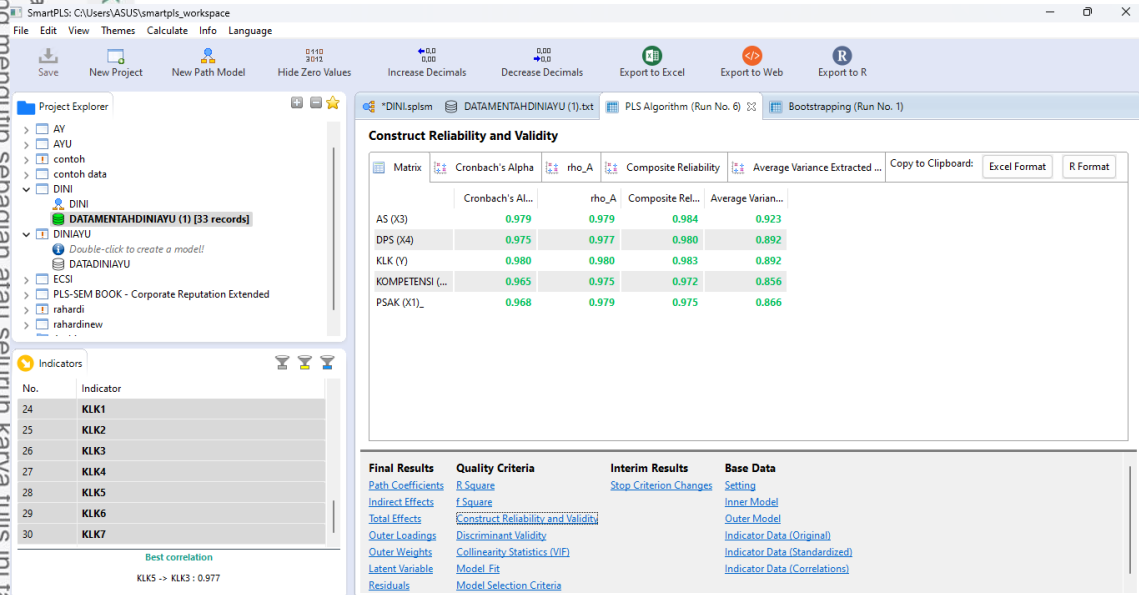 SmartPLS: C:\Users\ASUS\smartpls_workspace
File Edit View Themes Calculate Info Language
Save New Project New Path Model Hide Zero Values Increase Decimals Decrease Decimals Export to Excel Export to Web Export to R
Project Explorer
AY
AYU
contoh
contoh data
DINI
DINI
DATAMENTAHDINIAYU (1) [33 records]
DINIAYU
Double-click to create a model!
DATADINIAYU
ECSI
PLS-SEM BOOK - Corporate Reputation Extended
rahardi
rahardinew
Indicators
No. Indicator
24 KLK1
25 KLK2
26 KLK3
27 KLK4
28 KLK5
29 KLK6
30 KLK7
Best correlation
KLK5 -> KLK3 : 0.977
*DINI.splsm DATAMENTAHDINIAYU (1).txt PLS Algorithm (Run No. 6) Bootstrapping (Run No. 1)
Construct Reliability and Validity
Matrix Cronbach's Alpha rho_A Composite Reliability Average Variance Extracted ... Copy to Clipboard: Excel Format R Format
Cronbach's Al... rho_A Composite Rel... Average Varian...
AS (X3) 0.979 0.979 0.984 0.923
DPS (X4) 0.975 0.977 0.980 0.892
KLK (Y) 0.980 0.980 0.983 0.892
KOMPETENSI (... 0.965 0.975 0.972 0.856
PSAK (X1)_ 0.968 0.979 0.975 0.866
Final Results Quality Criteria Interim Results Base Data
Path Coefficients R Square Stop Criterion Changes Setting
Indirect Effects f Square Inner Model
Total Effects Construct Reliability and Validity Outer Model
Outer Loadings Discriminant Validity Indicator Data (Original)
Outer Weights Collinearity Statistics (VIF) Indicator Data (Standardized)
Latent Variable Model_Fit Indicator Data (Correlations)
Residuals Model Selection Criteria